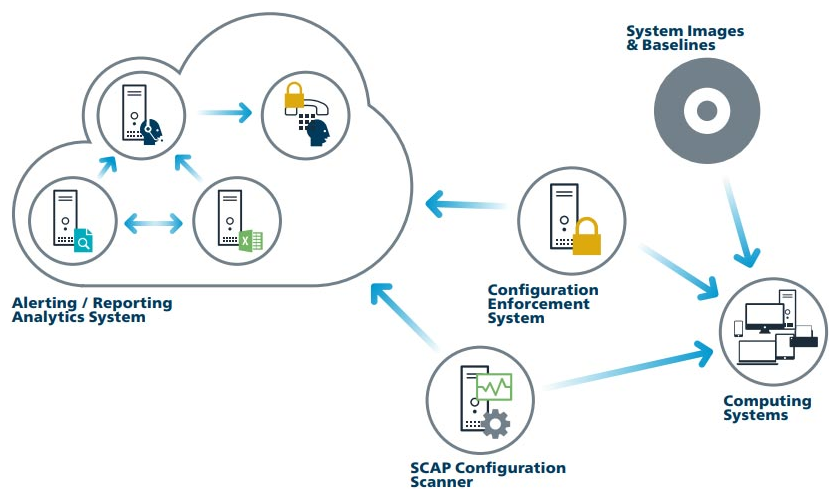 System Images
& Baselines
Alerting / Reporting
Analytics System
Configuration
Enforcement
System
Computing
Systems
SCAP Configuration
Scanner